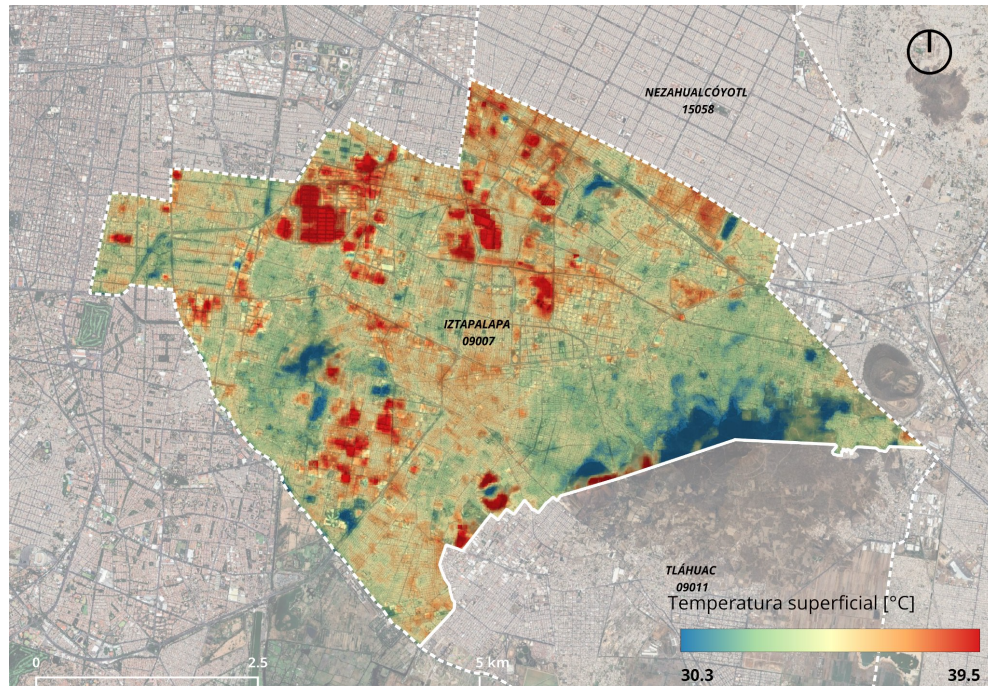 NEZAHUALCÓYOTL
15058
IZTAPALAPA
09007
TLÁHUAC
09011
Temperatura superficial [°C]
30.3 39.5
0 2.5 5 km